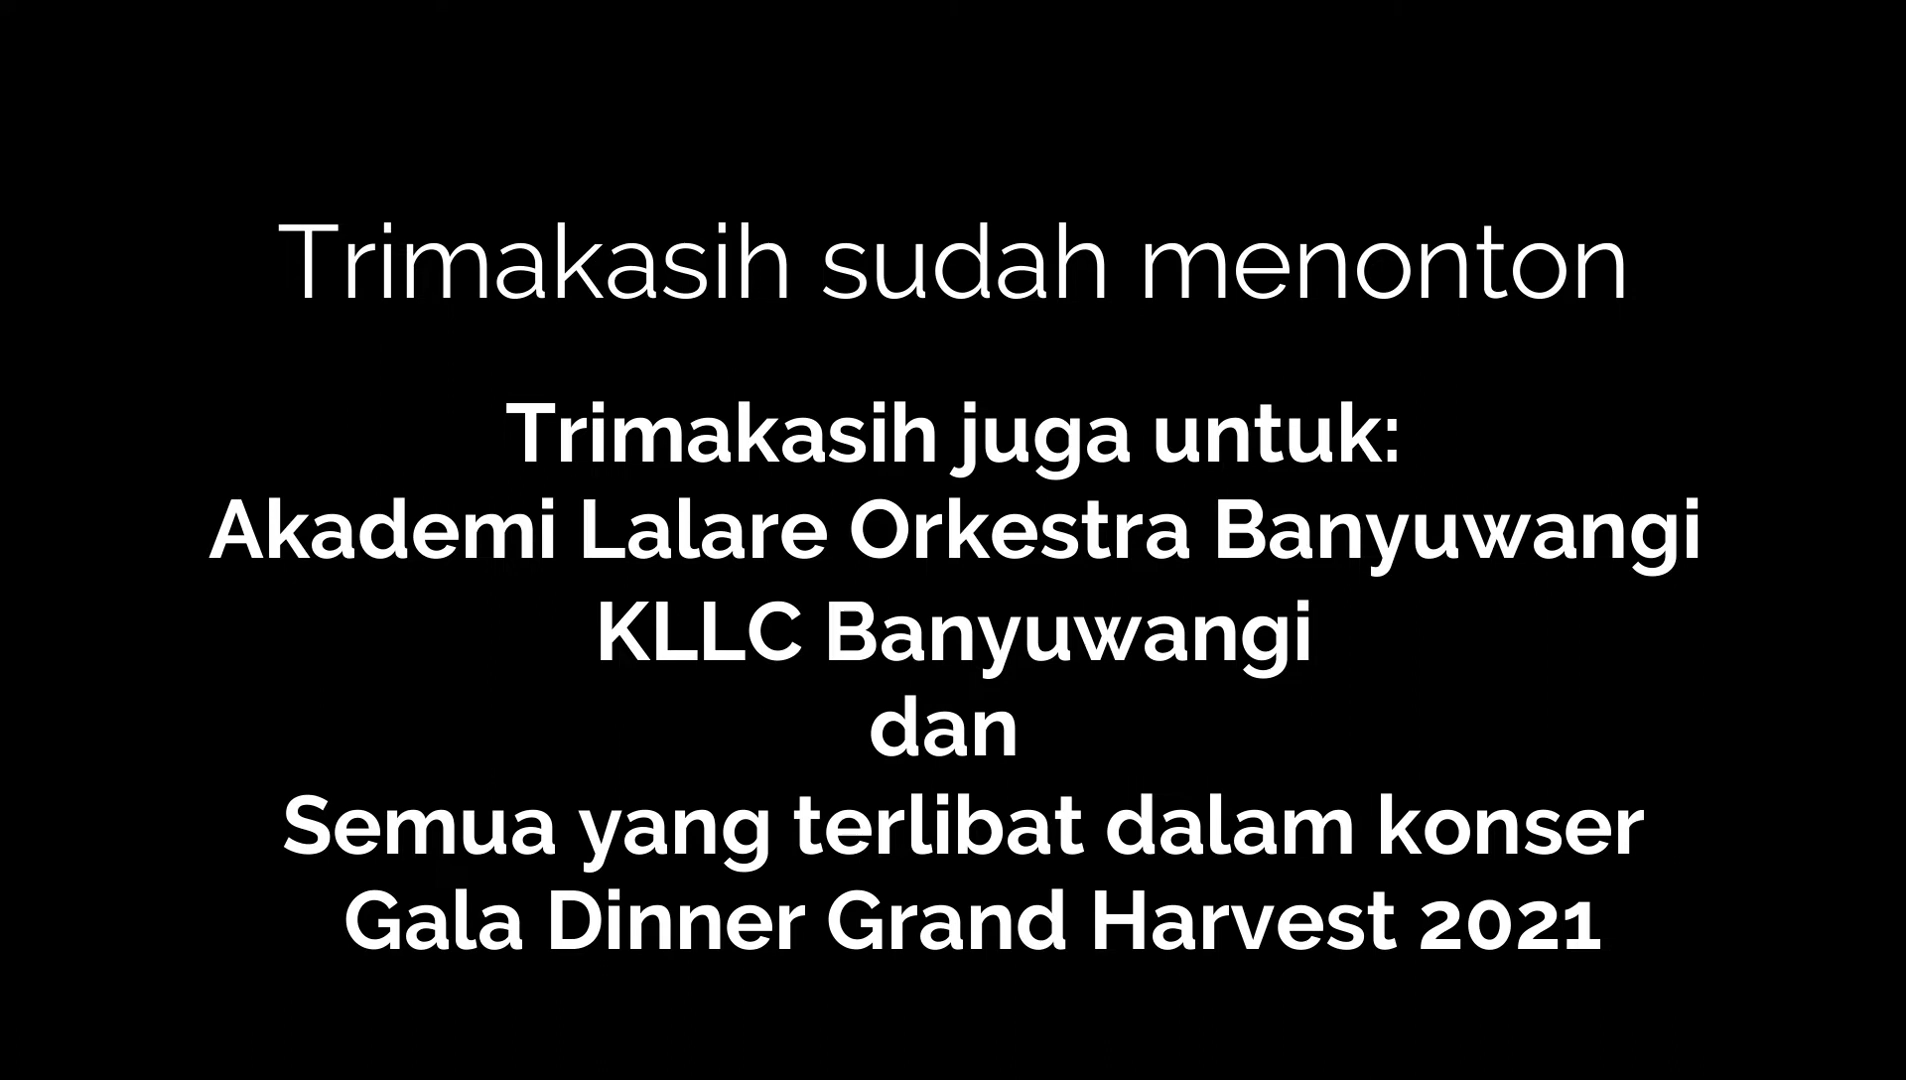 Trimakasih sudah menonton
Trimakasih juga untuk:
Akademi Lalare Orkestra Banyuwangi
KLLC Banyuwangi
dan
Semua yang terlibat dalam konser
Gala Dinner Grand Harvest 2021